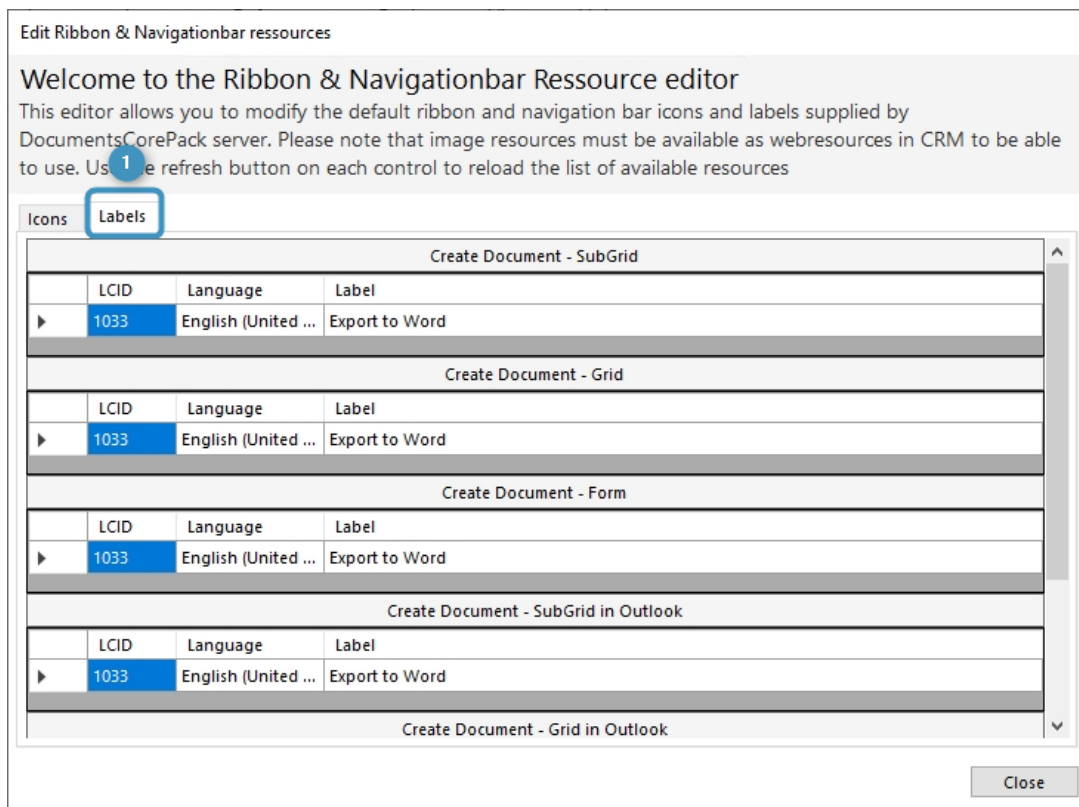 Edit Ribbon & Navigationbar ressources
Welcome to the Ribbon & Navigationbar Ressource editor
This editor allows you to modify the default ribbon and navigation bar icons and labels supplied by
DocumentsCorePack server. Please note that image resources must be available as webresources in CRM to be able
to use. Us e refresh button on each control to reload the list of available resources
1
Icons Labels
Create Document - SubGrid
LCID Language Label
1033 English (United ... Export to Word
Create Document - Grid
LCID Language Label
1033 English (United ... Export to Word
Create Document - Form
LCID Language Label
1033 English (United ... Export to Word
Create Document - SubGrid in Outlook
LCID Language Label
1033 English (United ... Export to Word
Create Document - Grid in Outlook
Close